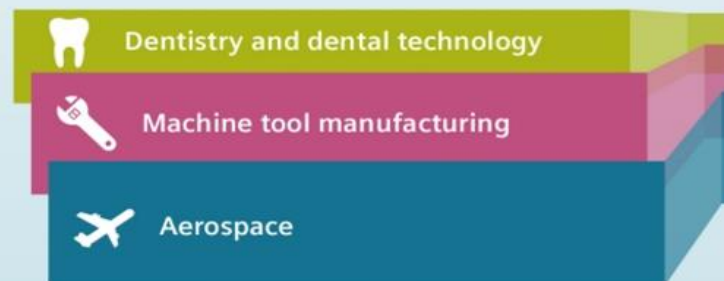 Dentistry and dental technology
Machine tool manufacturing
Aerospace